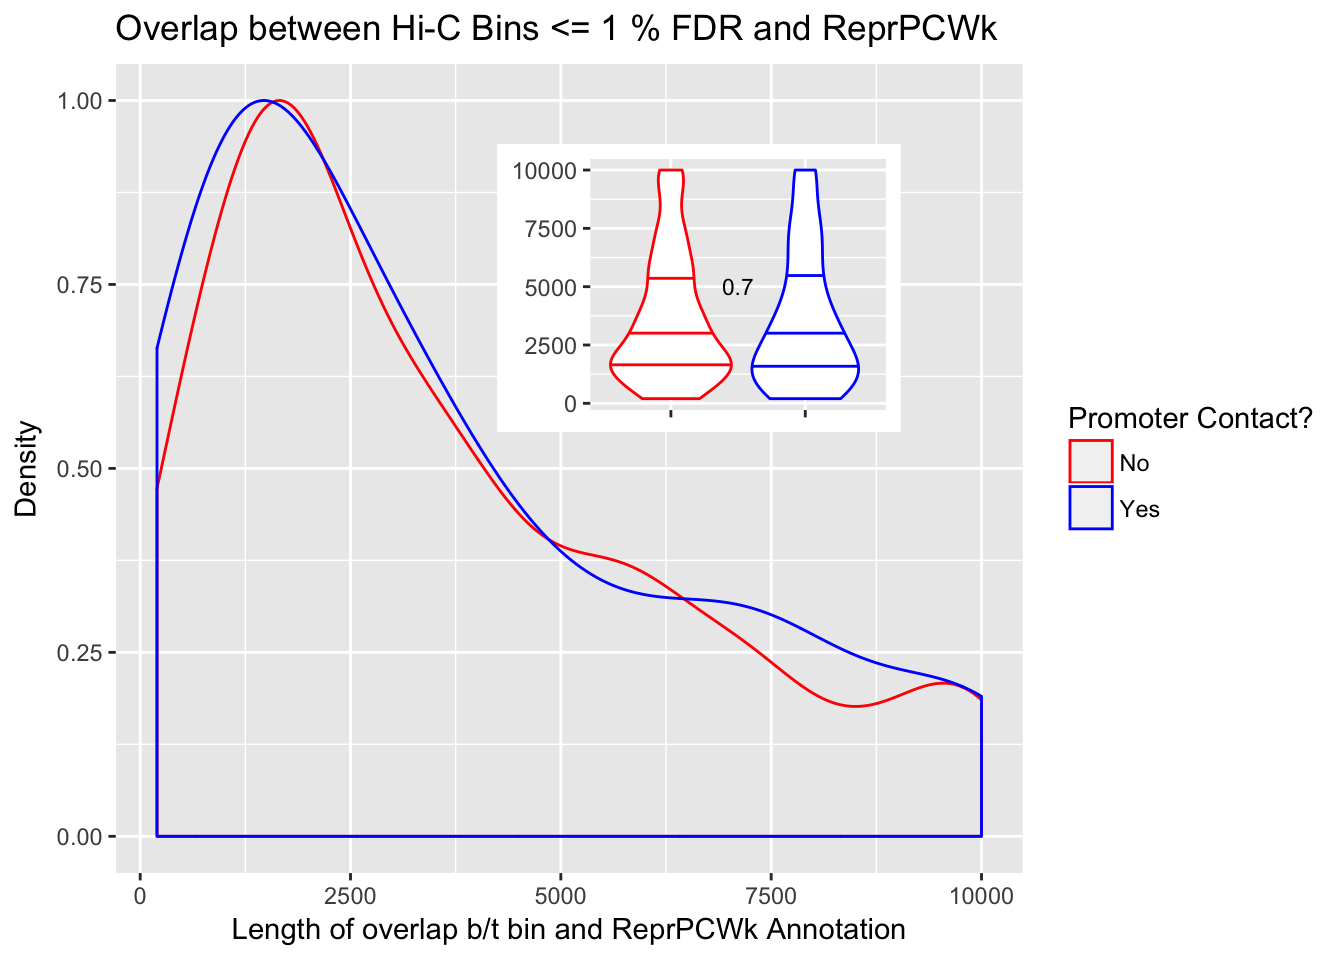 Overlap between Hi-C Bins <= 1 % FDR and ReprPCWk
1.00
0.75
0.50
0.25
0.00
Density
10000
7500
5000
2500
0
0.7
Promoter Contact?
No
Yes
0
2500
5000
7500
10000
Length of overlap b/t bin and ReprPCWk Annotation